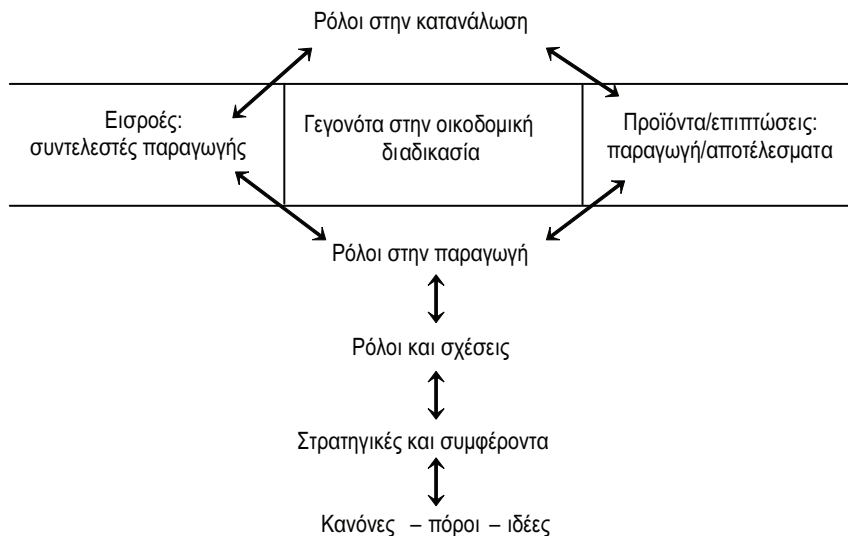 Ρόλοι στην κατανάλωση
Εισροές:
συντελεστές παραγωγής
Γεγονότα στην οικοδομική
διαδικασία
Προϊόντα/επιπτώσεις:
παραγωγή/αποτέλεσματα
Ρόλοι στην παραγωγή
Ρόλοι και σχέσεις
Στρατηγικές και συμφέροντα
Κανόνες – πόροι – ιδέες